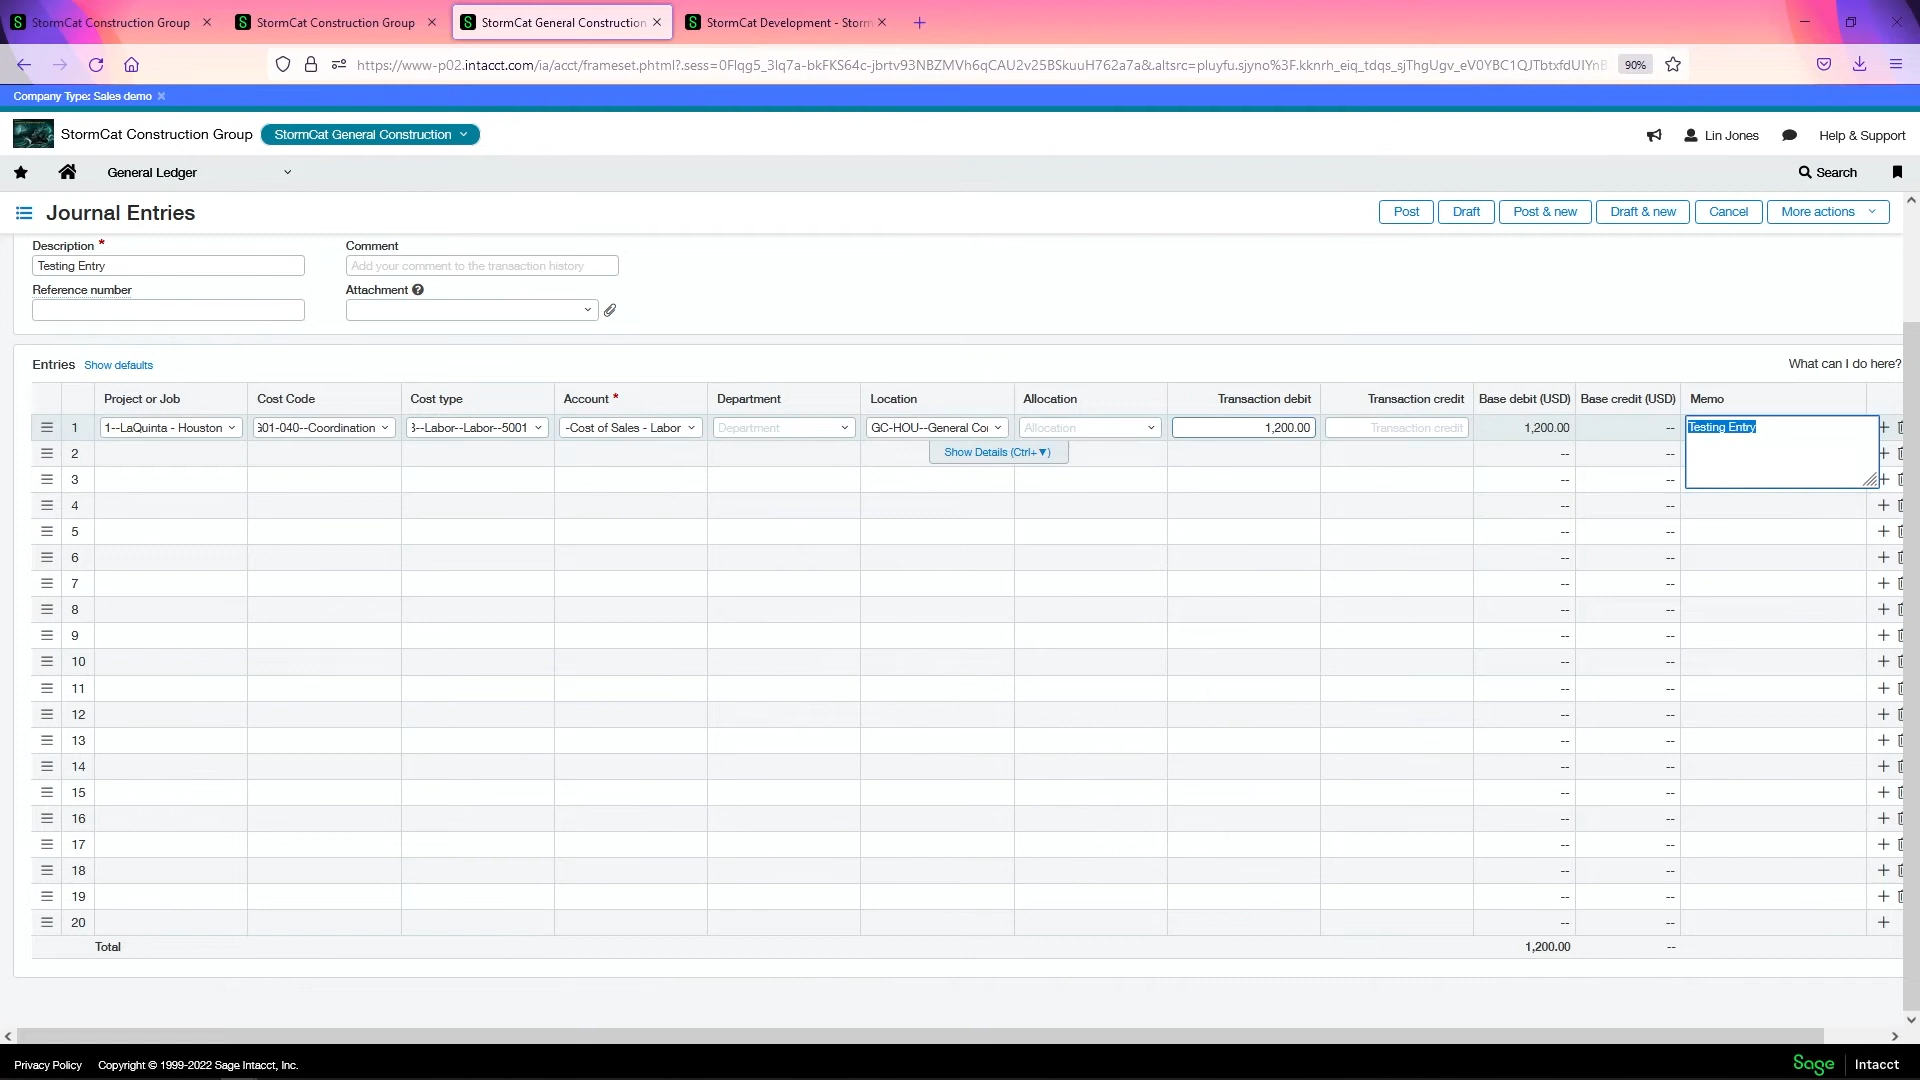 StormCat Construction Group
StormCat Construction Group
StormCat General Construction
StormCat Development - Storm
https://www-p02.intacct.com/ia/acct/frameset.phtml?.sess=0Flqg5_3lq7a-bkFKS64c-jbrtv93NBZMVh6qCAU2v25BSkuuH762a7a&.altsrc=pluyfu.sjyno%3F.kknrh_eiq_tdqs_sjThgUgv_eV0YBC1QJTbtxfdUIYnB
90%
Company Type: Sales demo
StormCat Construction Group StormCat General Construction
Lin Jones Help & Support
General Ledger
Search
Journal Entries
Post Draft Post & new Draft & new Cancel More actions
Description * Comment
Testing Entry Add your comment to the transaction history
Reference number Attachment
Entries Show defaults What can I do here?
Project or Job Cost Code Cost type Account * Department Location Allocation Transaction debit Transaction credit Base debit (USD) Base credit (USD) Memo
1 1--LaQuinta - Houston 601-040--Coordination 3--Labor--Labor--5001 -Cost of Sales - Labor Department GC-HOU--General Co Allocation 1,200.00 Transaction credit 1,200.00 -- Testing Entry
Show Details (Ctrl+▼)
2 -- --
3 -- --
4 -- --
5 -- --
6 -- --
7 -- --
8 -- --
9 -- --
10 -- --
11 -- --
12 -- --
13 -- --
14 -- --
15 -- --
16 -- --
17 -- --
18 -- --
19 -- --
20 -- --
Total 1,200.00 --
Privacy Policy Copyright © 1999-2022 Sage Intacct, Inc.
Sage Intacct